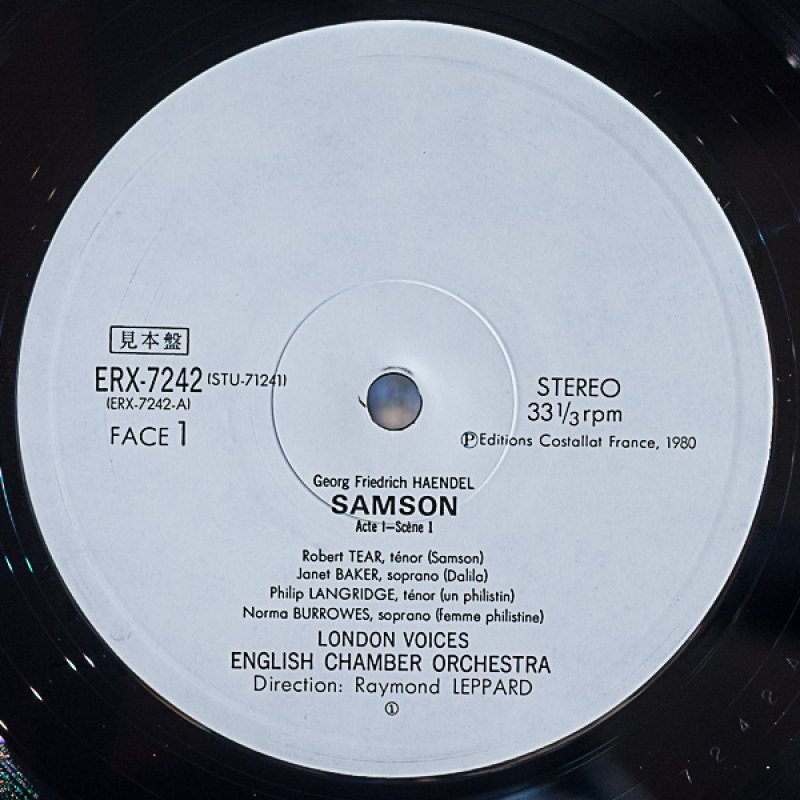 見本盤
ERX-7242 (STU-71241)
(ERX-7242-A)
FACE 1
STEREO
33 1/3 rpm
ⓅEditions Costallat France, 1980
Georg Friedrich HAENDEL
SAMSON
Acte I—Scène 1
Robert TEAR, ténor (Samson)
Janet BAKER, soprano (Dalila)
Philip LANGRIDGE, ténor (un philistin)
Norma BURROWES, soprano (femme philistine)
LONDON VOICES
ENGLISH CHAMBER ORCHESTRA
Direction: Raymond LEPPARD
①
7242